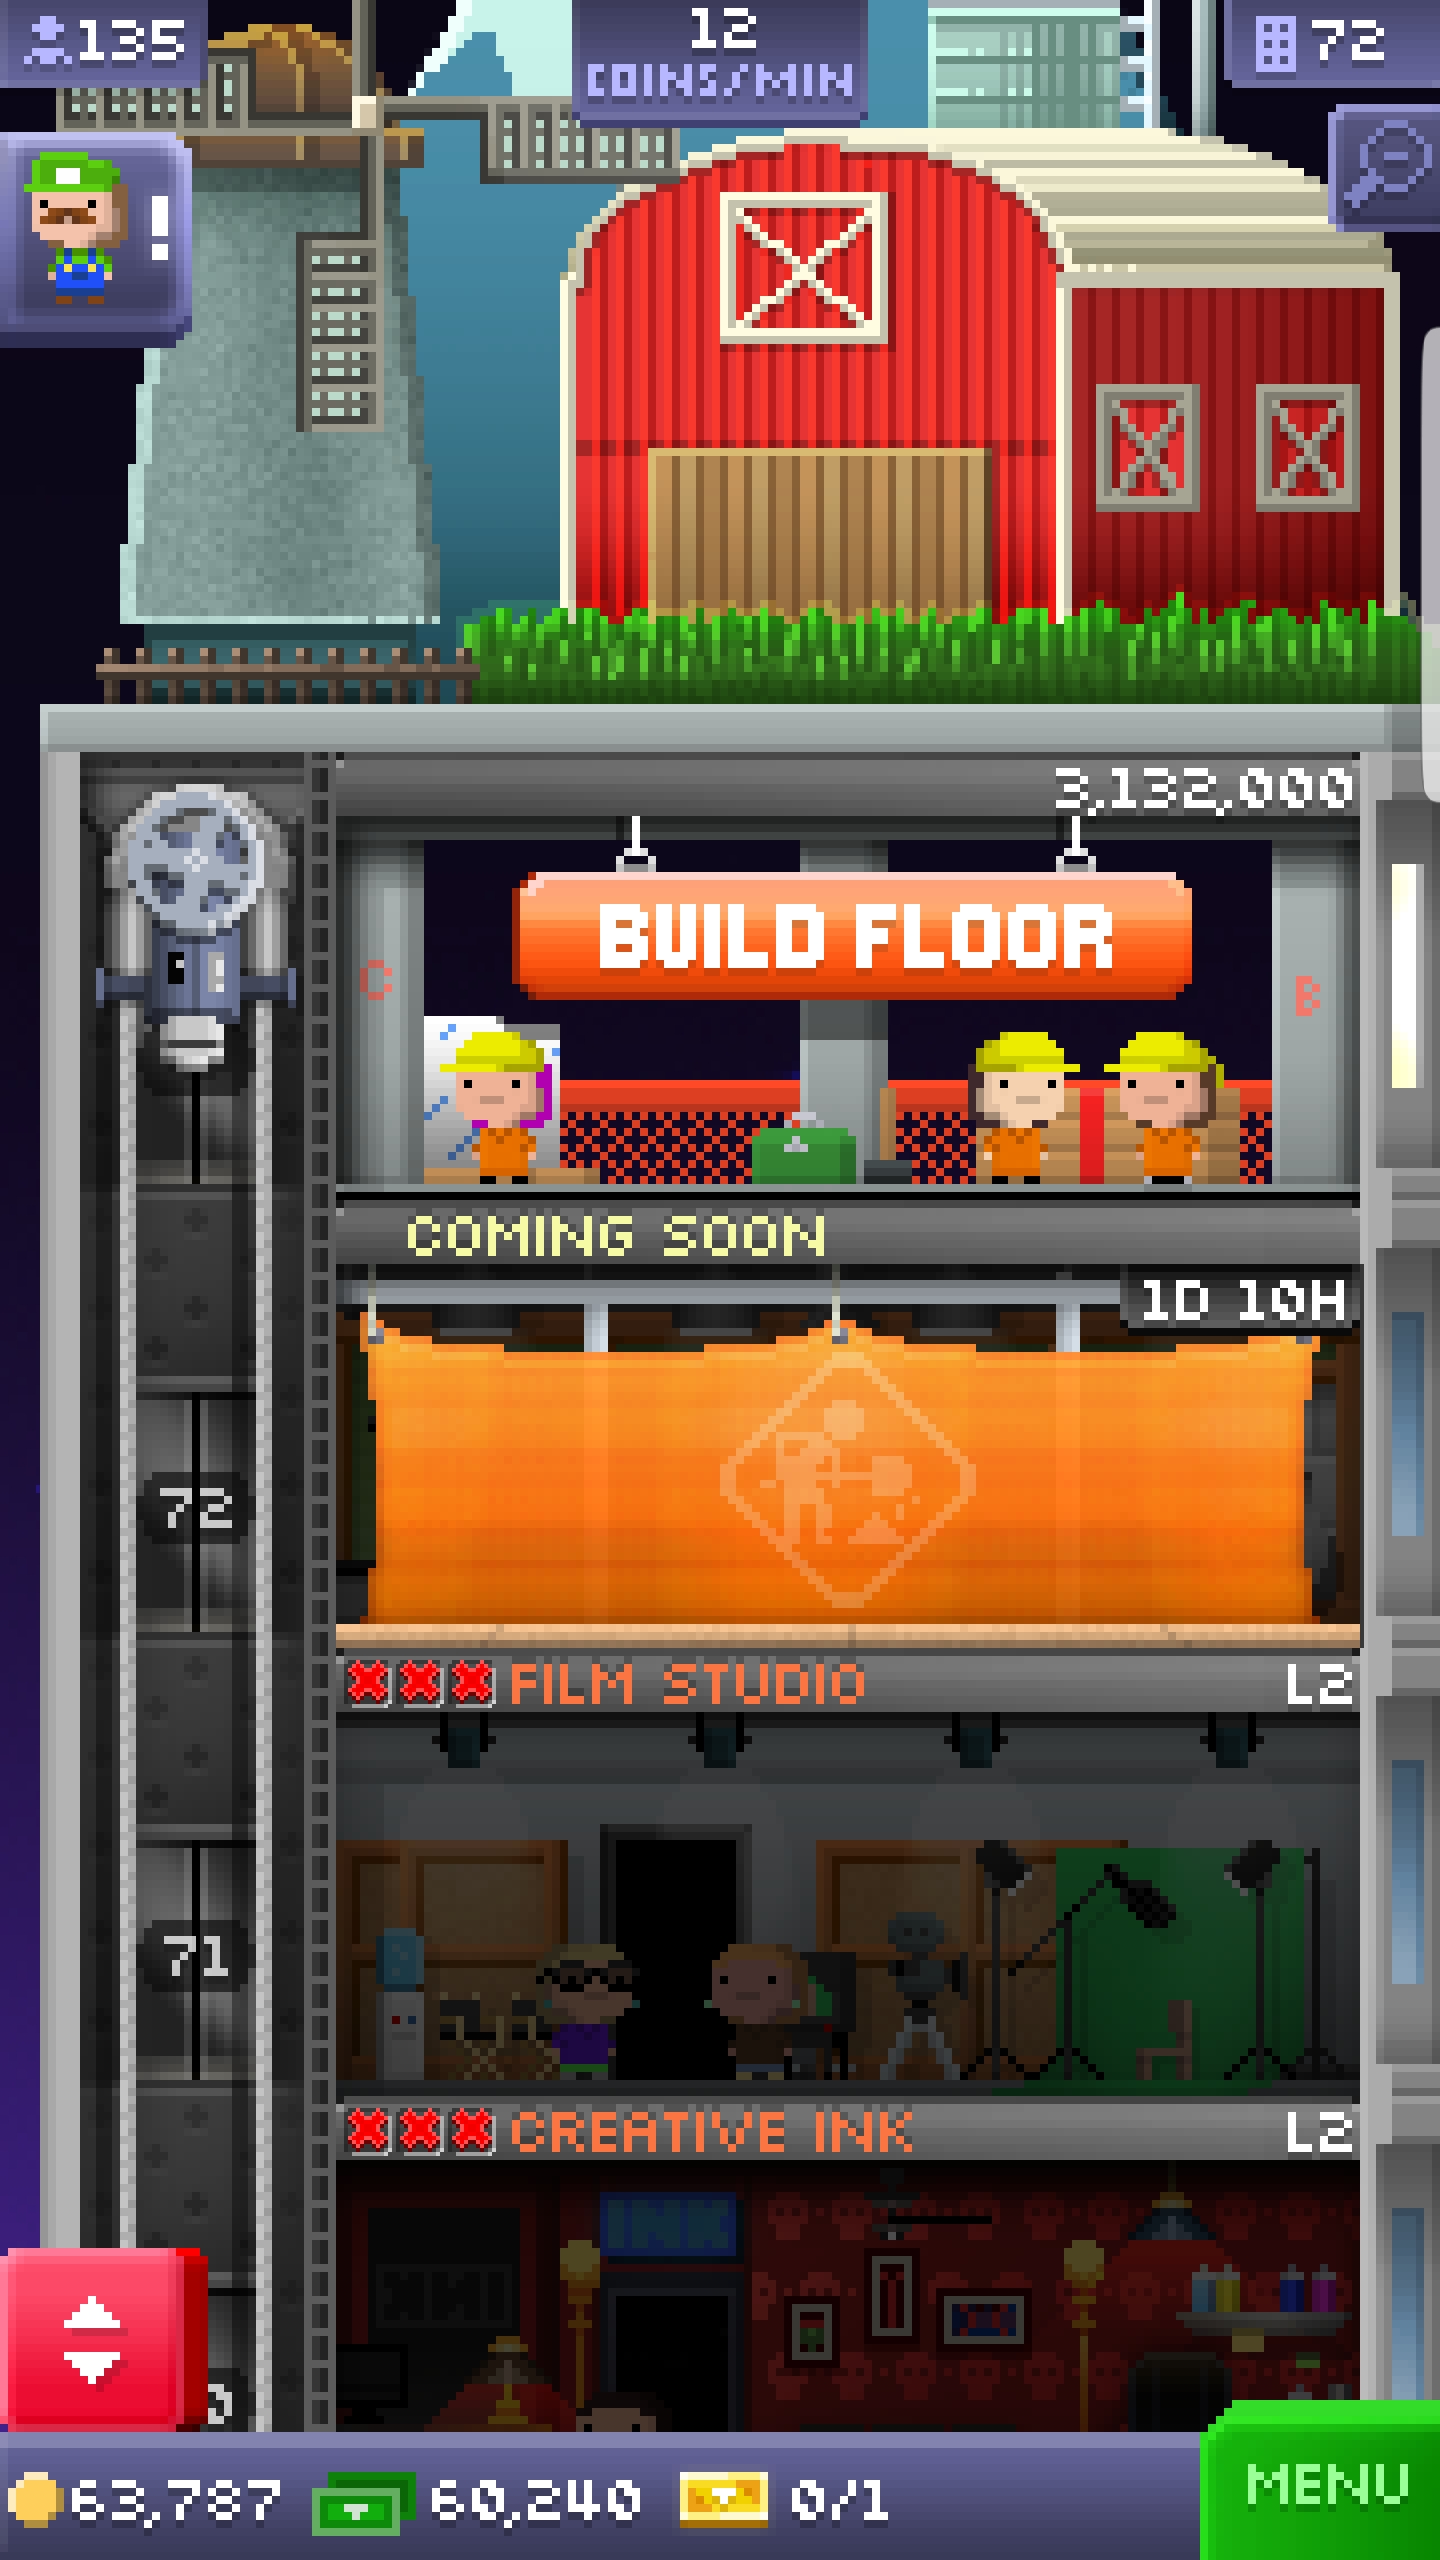 135
12
COINS/MIN
72
!
3,132,000
BUILD FLOOR
C
B
COMING SOON
1D 10H
72
FILM STUDIO
L2
71
CREATIVE INK
L2
INK
63,787
60,240
0/1
MENU